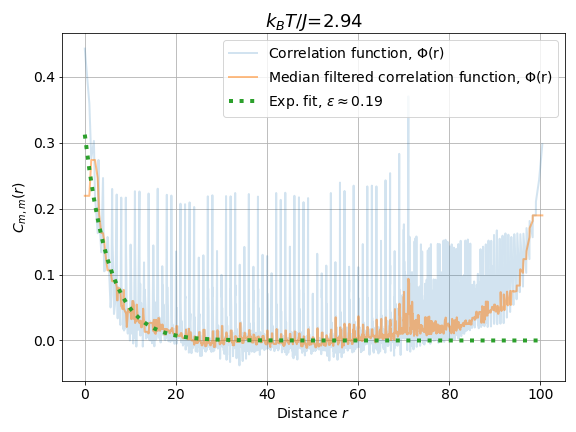 k_BT/J=2.94
Correlation function, Φ(r)
Median filtered correlation function, Φ(r)
Exp. fit, ε≈0.19
C_{m,m}(r)
0.4
0.3
0.2
0.1
0.0
0 20 40 60 80 100
Distance r